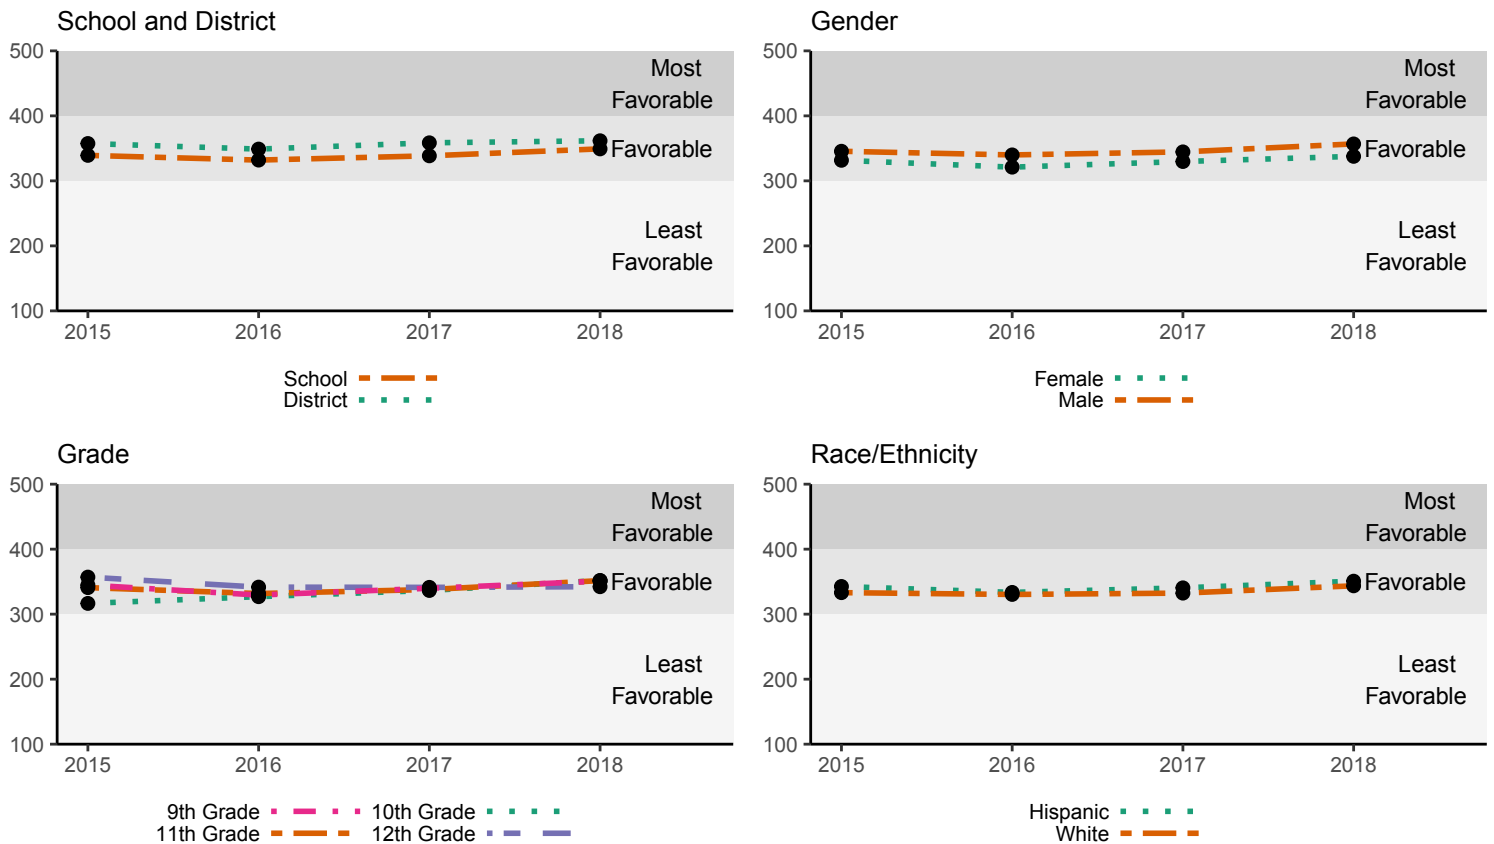 School and District
500
400
300
200
100
Most
Favorable
Favorable
Least
Favorable
2015 2016 2017 2018
School
District
Gender
500
400
300
200
100
Most
Favorable
Favorable
Least
Favorable
2015 2016 2017 2018
Female
Male
Grade
500
400
300
200
100
Most
Favorable
Favorable
Least
Favorable
2015 2016 2017 2018
9th Grade 10th Grade
11th Grade 12th Grade
Race/Ethnicity
500
400
300
200
100
Most
Favorable
Favorable
Least
Favorable
2015 2016 2017 2018
Hispanic
White